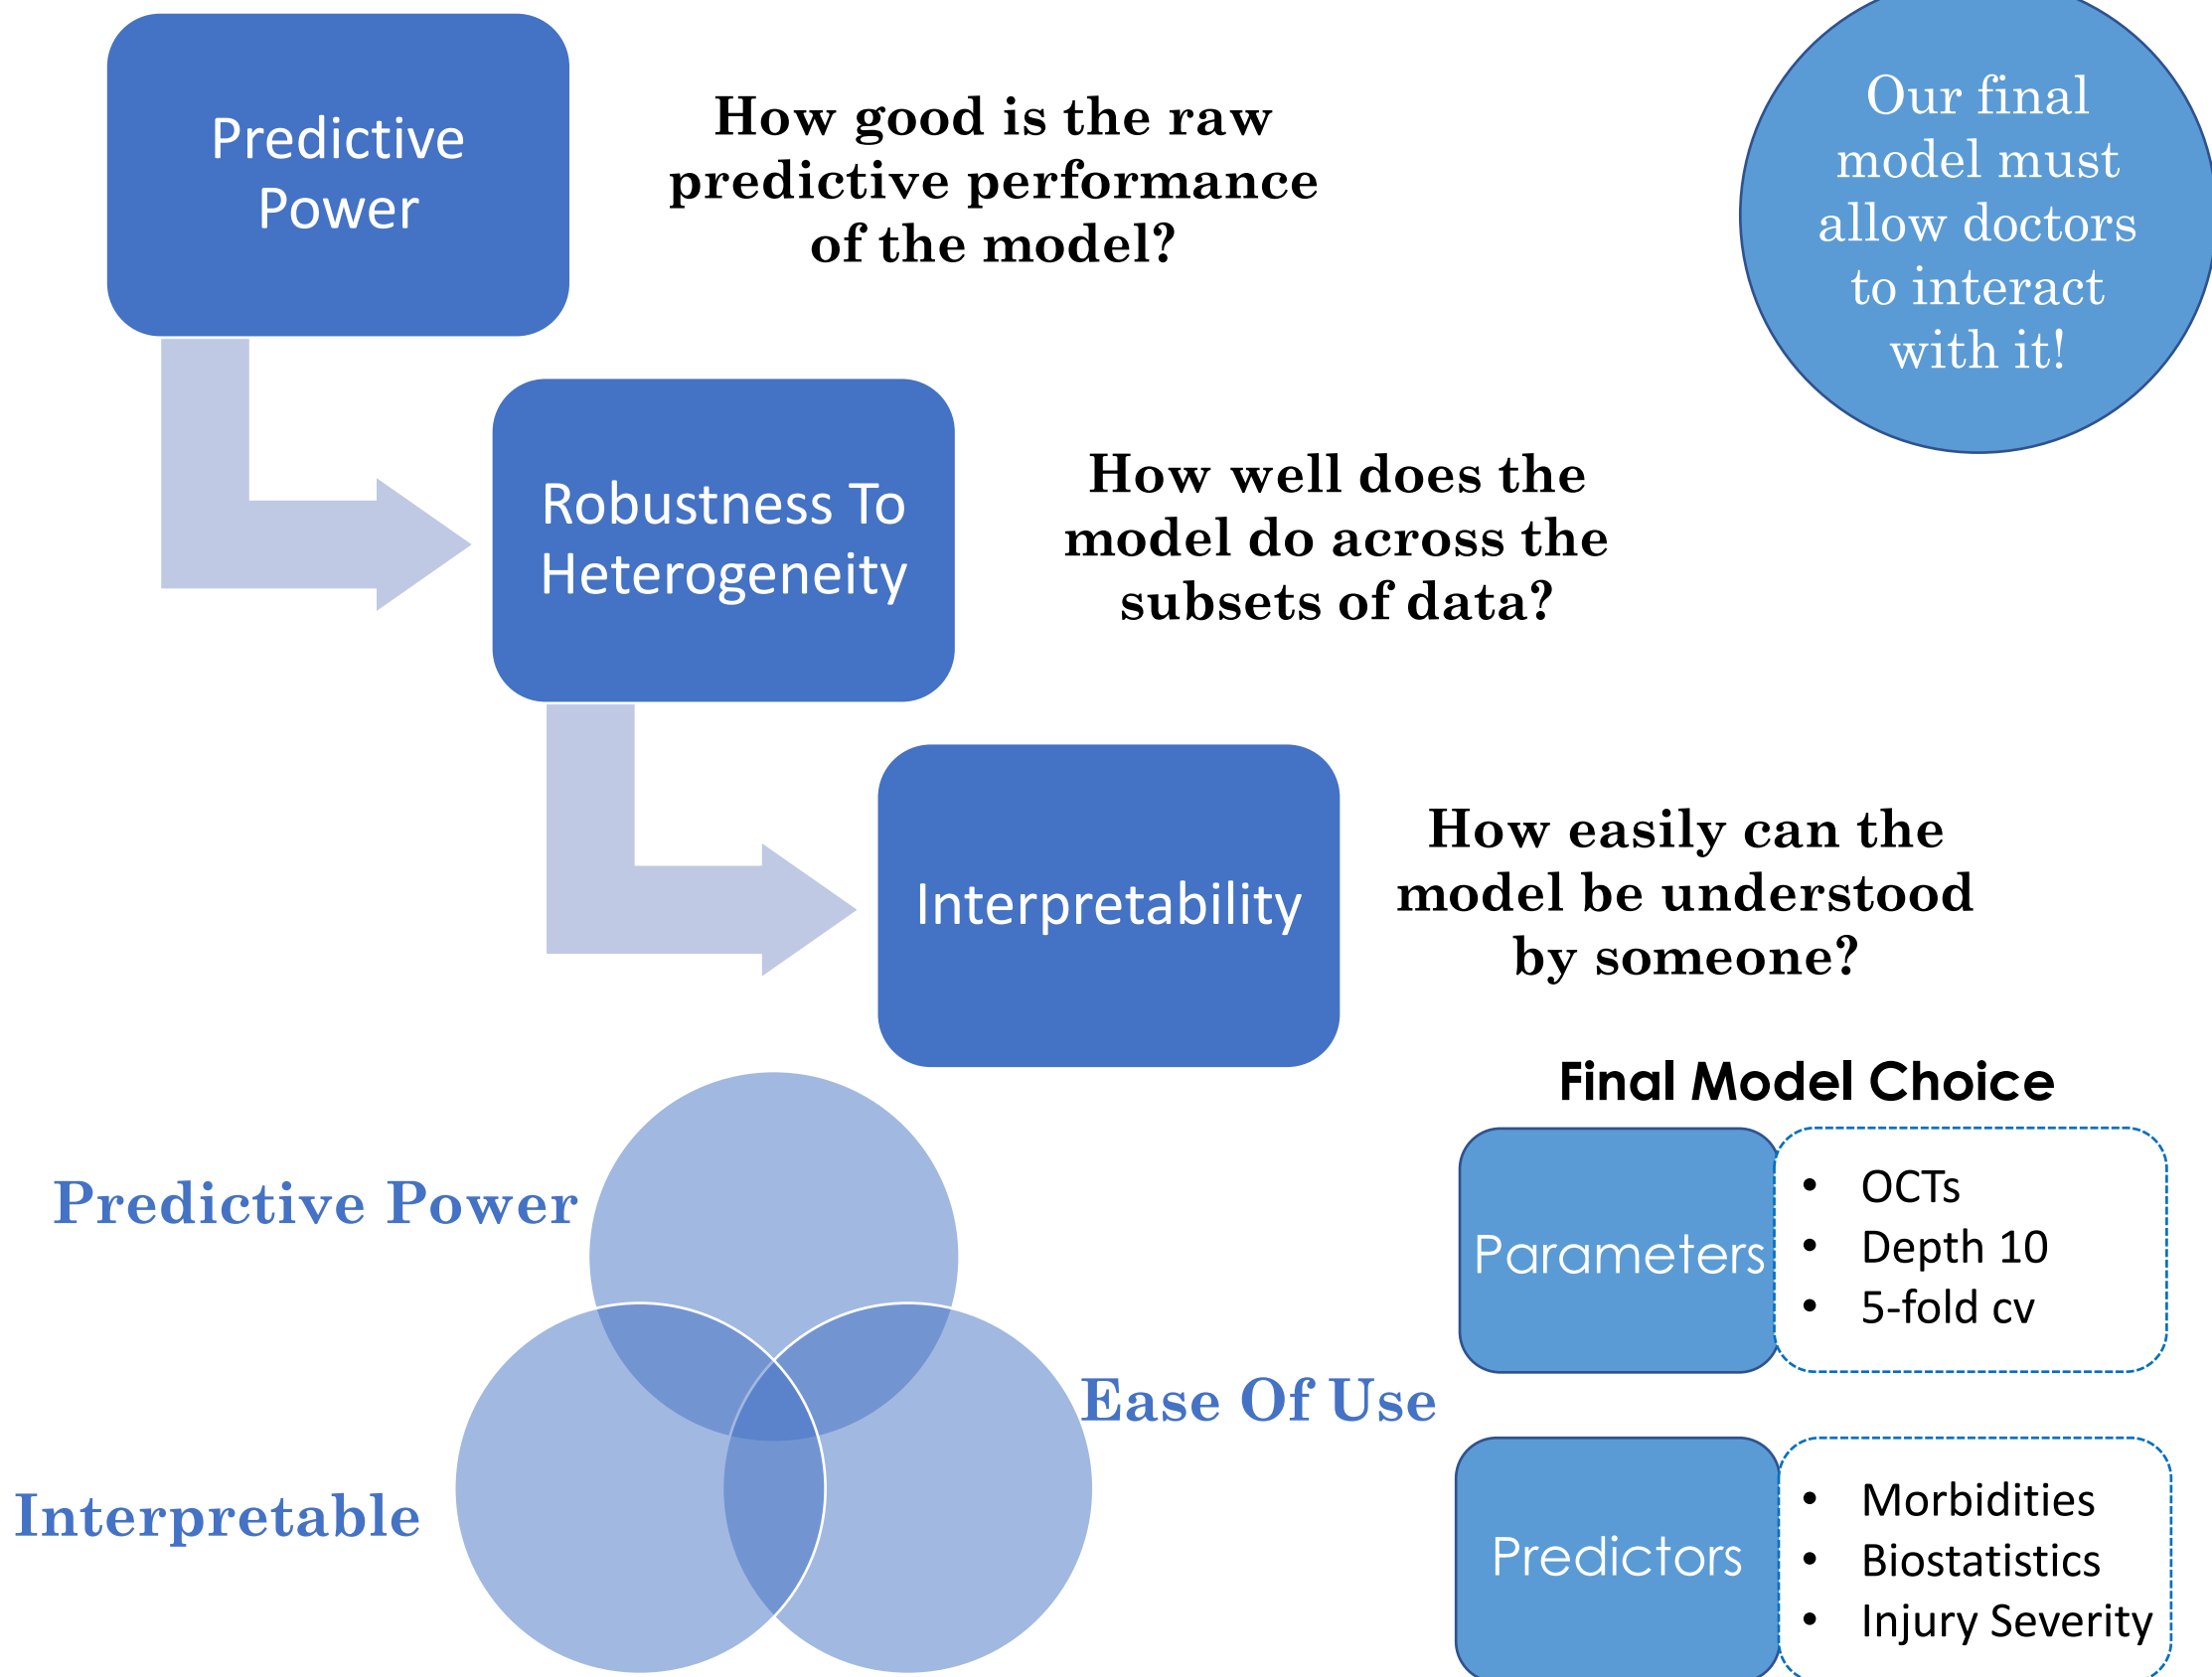 Predictive
Power
How good is the raw
predictive performance
of the model?
Our final
model must
allow doctors
to interact
with it!
Robustness To
Heterogeneity
How well does the
model do across the
subsets of data?
Interpretability
How easily can the
model be understood
by someone?
Predictive Power
Ease Of Use
Interpretable
Final Model Choice
Parameters
• OCTs
• Depth 10
• 5-fold cv
Predictors
• Morbidities
• Biostatistics
• Injury Severity